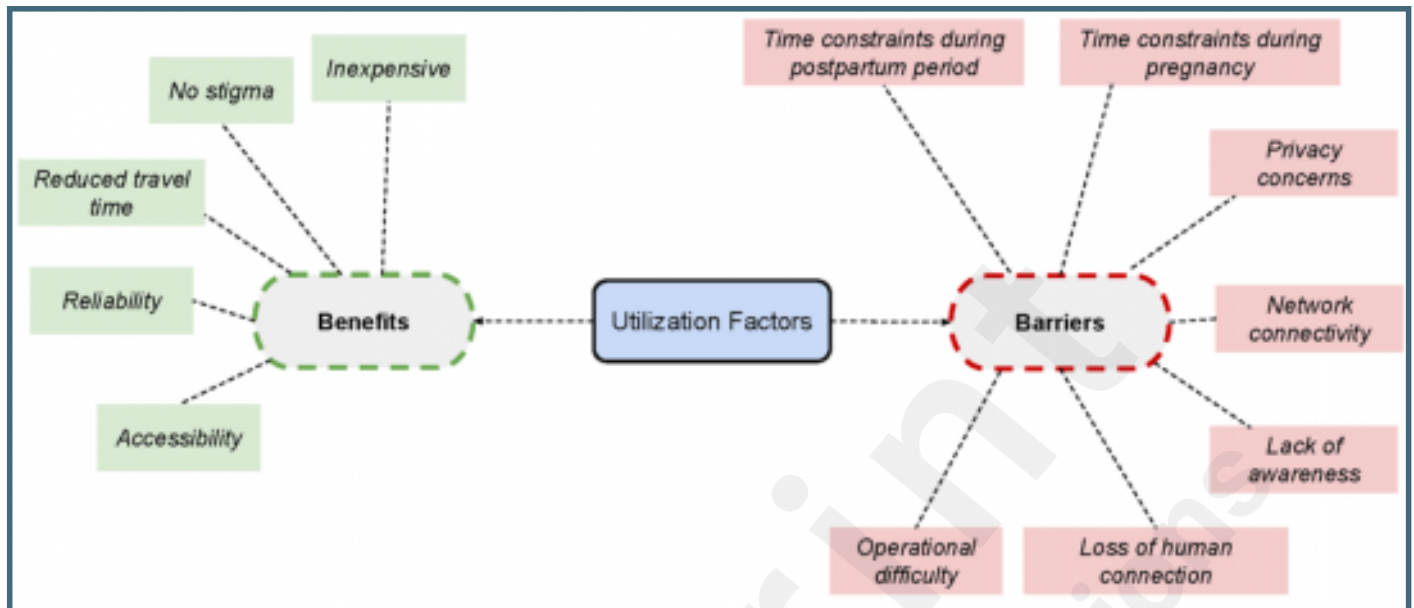 Inexpensive
No stigma
Reduced travel
time
Reliability
Accessibility
Benefits
Utilization Factors
Barriers
Time constraints during
postpartum period
Time constraints during
pregnancy
Privacy
concerns
Network
connectivity
Lack of
awareness
Loss of human
connection
Operational
difficulty